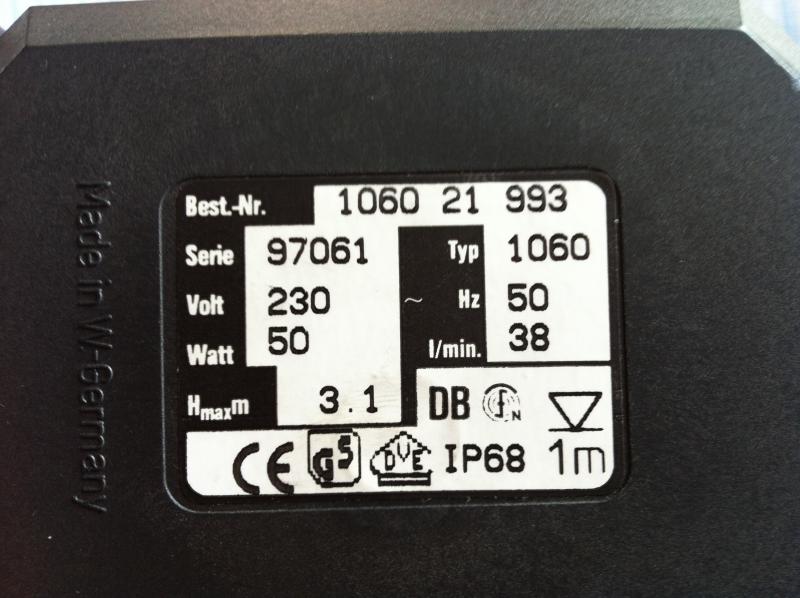 Best.-Nr. 1060 21 993
Serie 97061 Typ 1060
Volt 230 ~ Hz 50
Watt 50 l/min. 38
Hmaxm 3.1 DB FN
CE GS DVE IP68 1m
Made in W-Germany